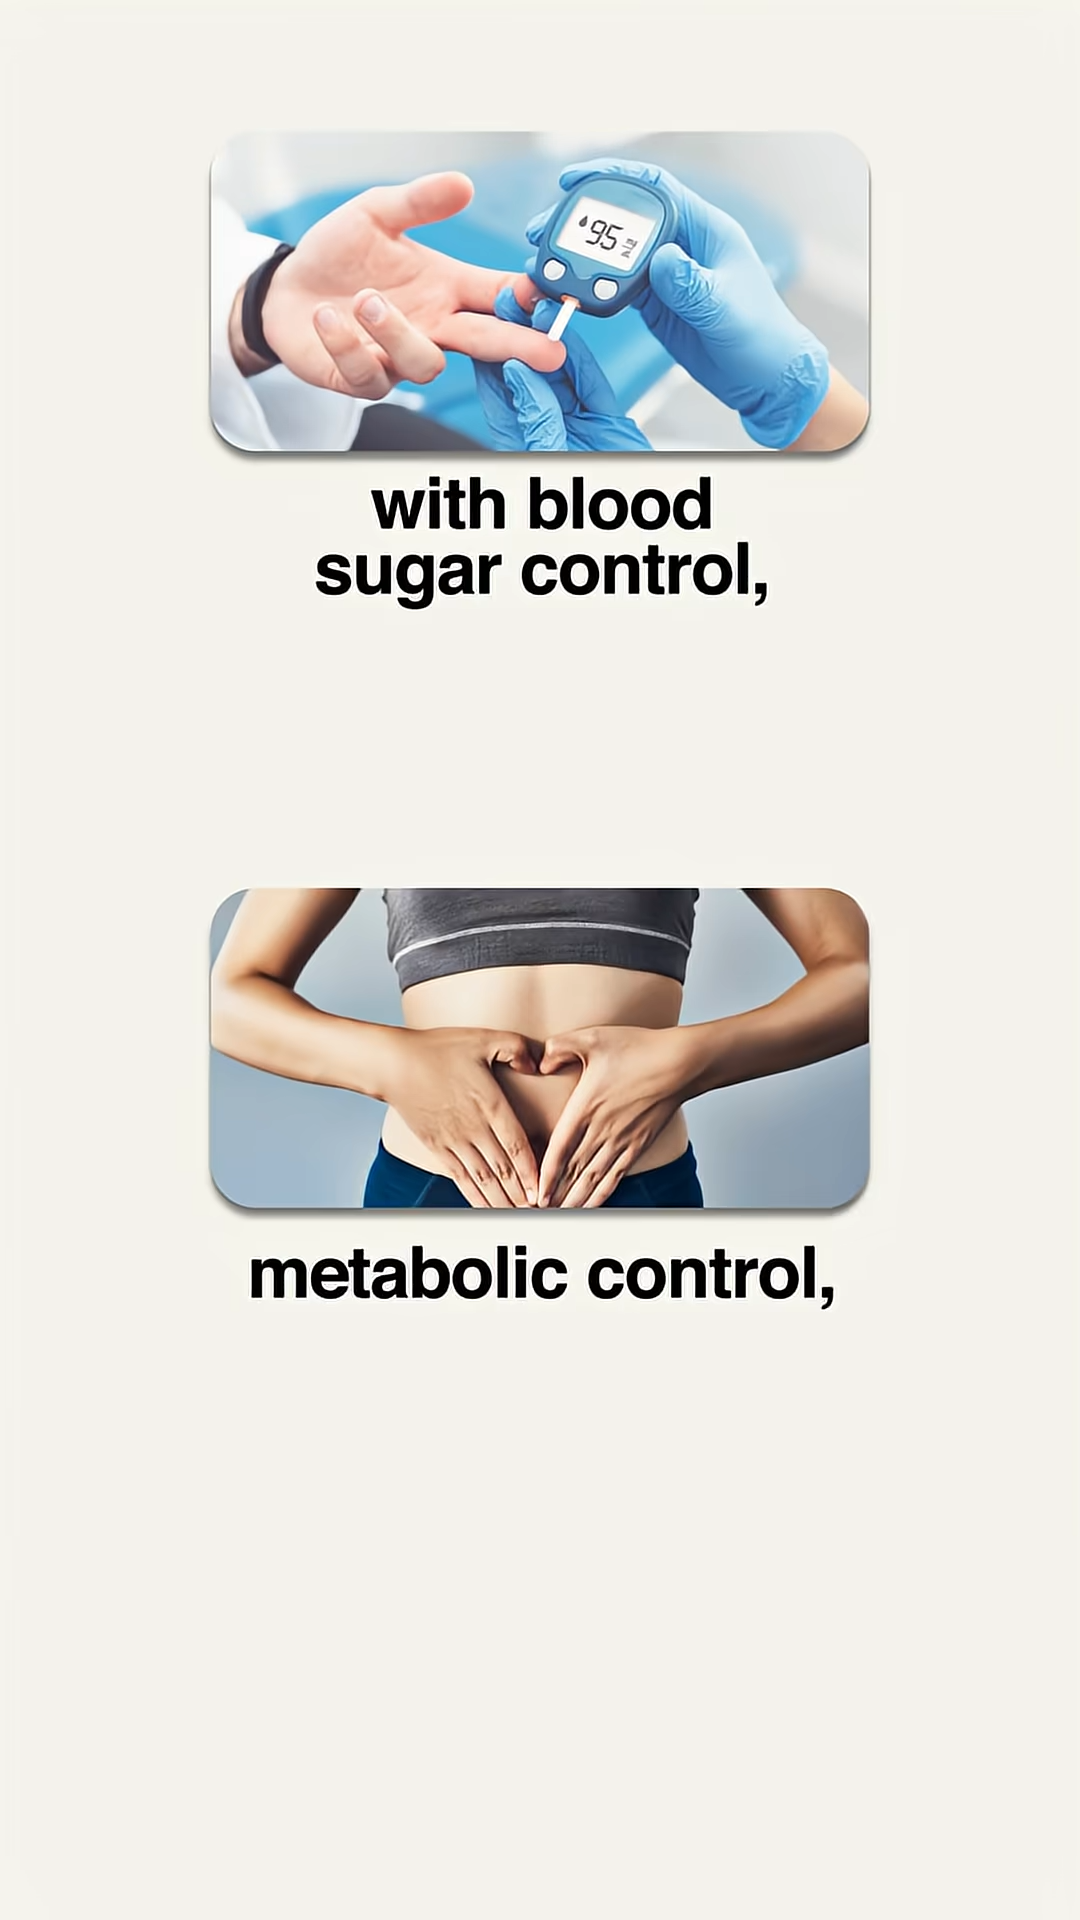 95
with blood
sugar control,
metabolic control,